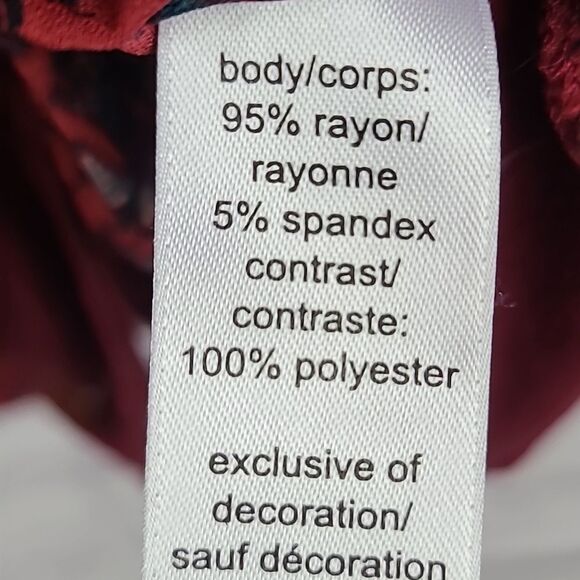 body/corps:
95% rayon/
rayonne
5% spandex
contrast/
contraste:
100% polyester
exclusive of
decoration/
sauf décoration